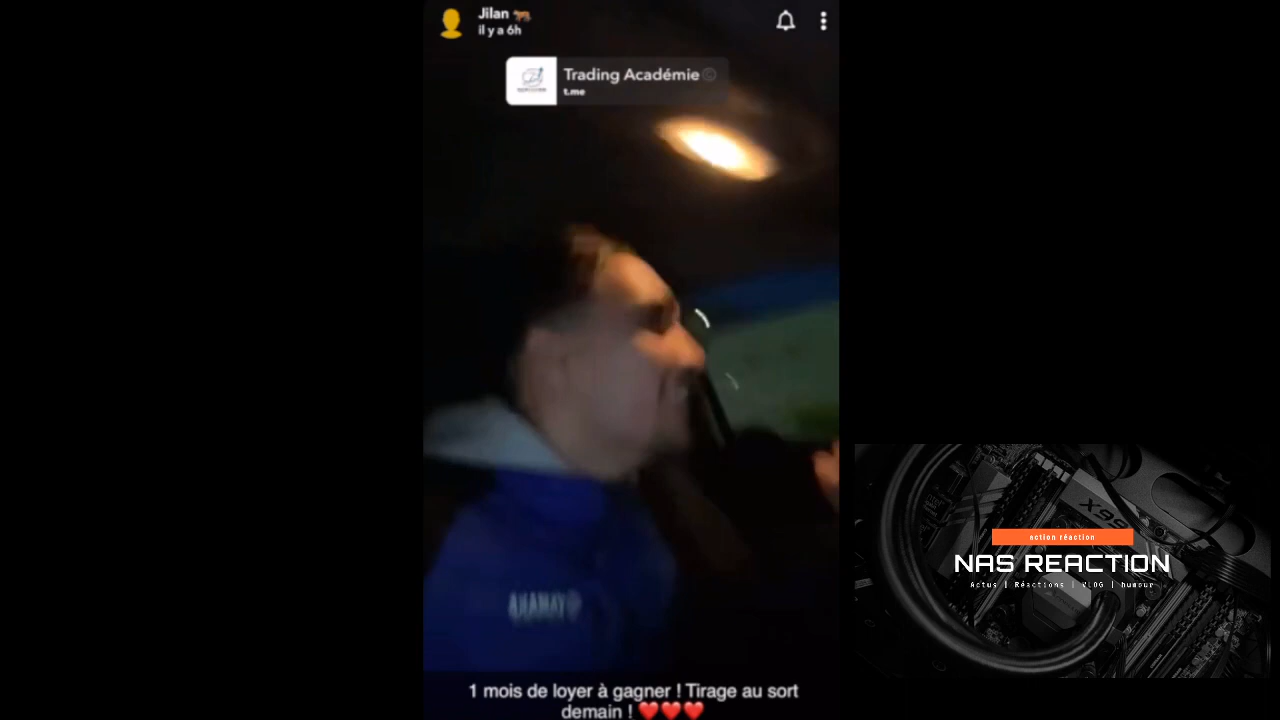 Jilan 🐅
il y a 6h
Trading Académie ©
t.me
1 mois de loyer à gagner ! Tirage au sort
demain ! ❤️❤️❤️
X99
action réaction
NAS REACTION
Actus | Réactions | VLOG | humour